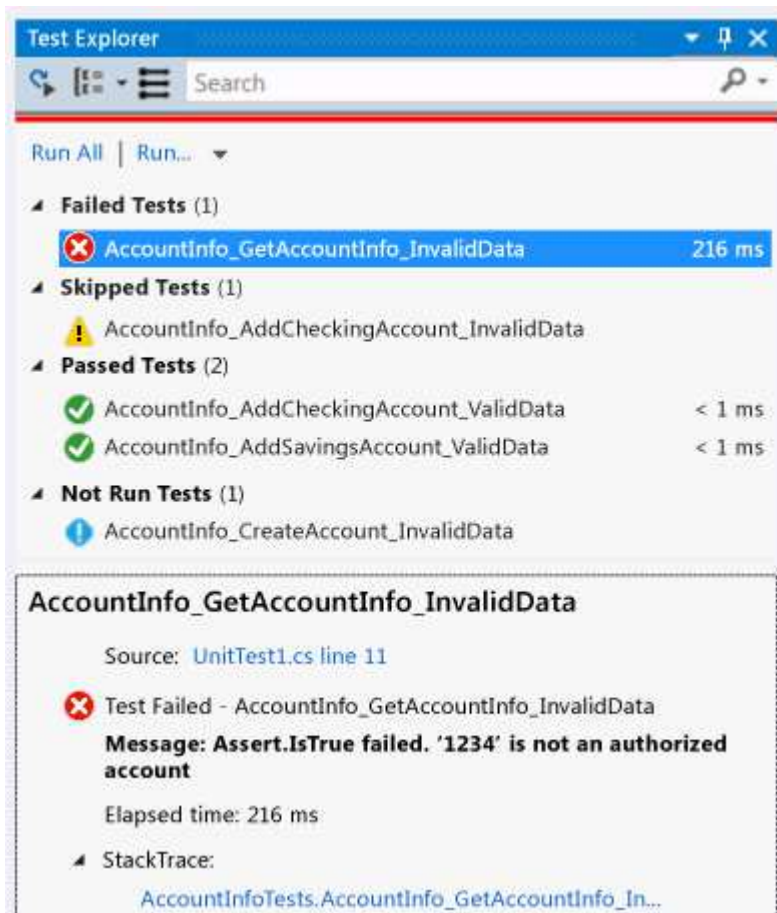 Test Explorer
Search
Run All | Run...
Failed Tests (1)
AccountInfo_GetAccountInfo_InvalidData 216 ms
Skipped Tests (1)
AccountInfo_AddCheckingAccount_InvalidData
Passed Tests (2)
AccountInfo_AddCheckingAccount_ValidData < 1 ms
AccountInfo_AddSavingsAccount_ValidData < 1 ms
Not Run Tests (1)
AccountInfo_CreateAccount_InvalidData
AccountInfo_GetAccountInfo_InvalidData
Source: UnitTest1.cs line 11
Test Failed - AccountInfo_GetAccountInfo_InvalidData
Message: Assert.IsTrue failed. ‘1234’ is not an authorized
account
Elapsed time: 216 ms
StackTrace:
AccountInfoTests.AccountInfo_GetAccountInfo_In...